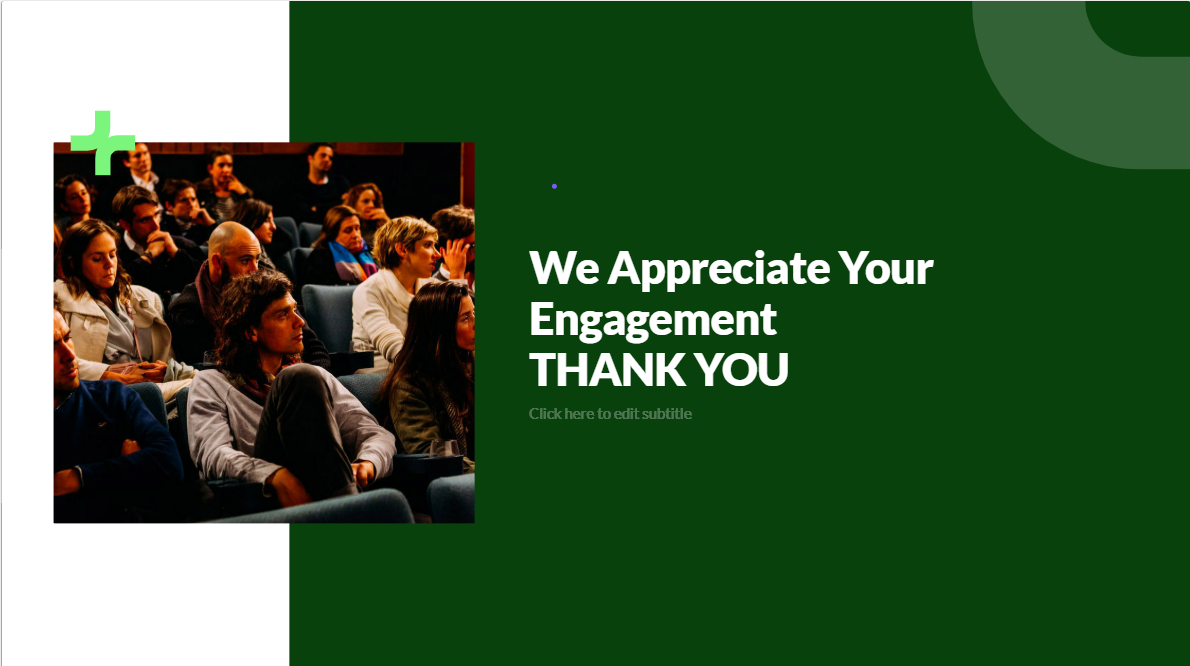 We Appreciate Your
Engagement
THANK YOU
Click here to edit subtitle